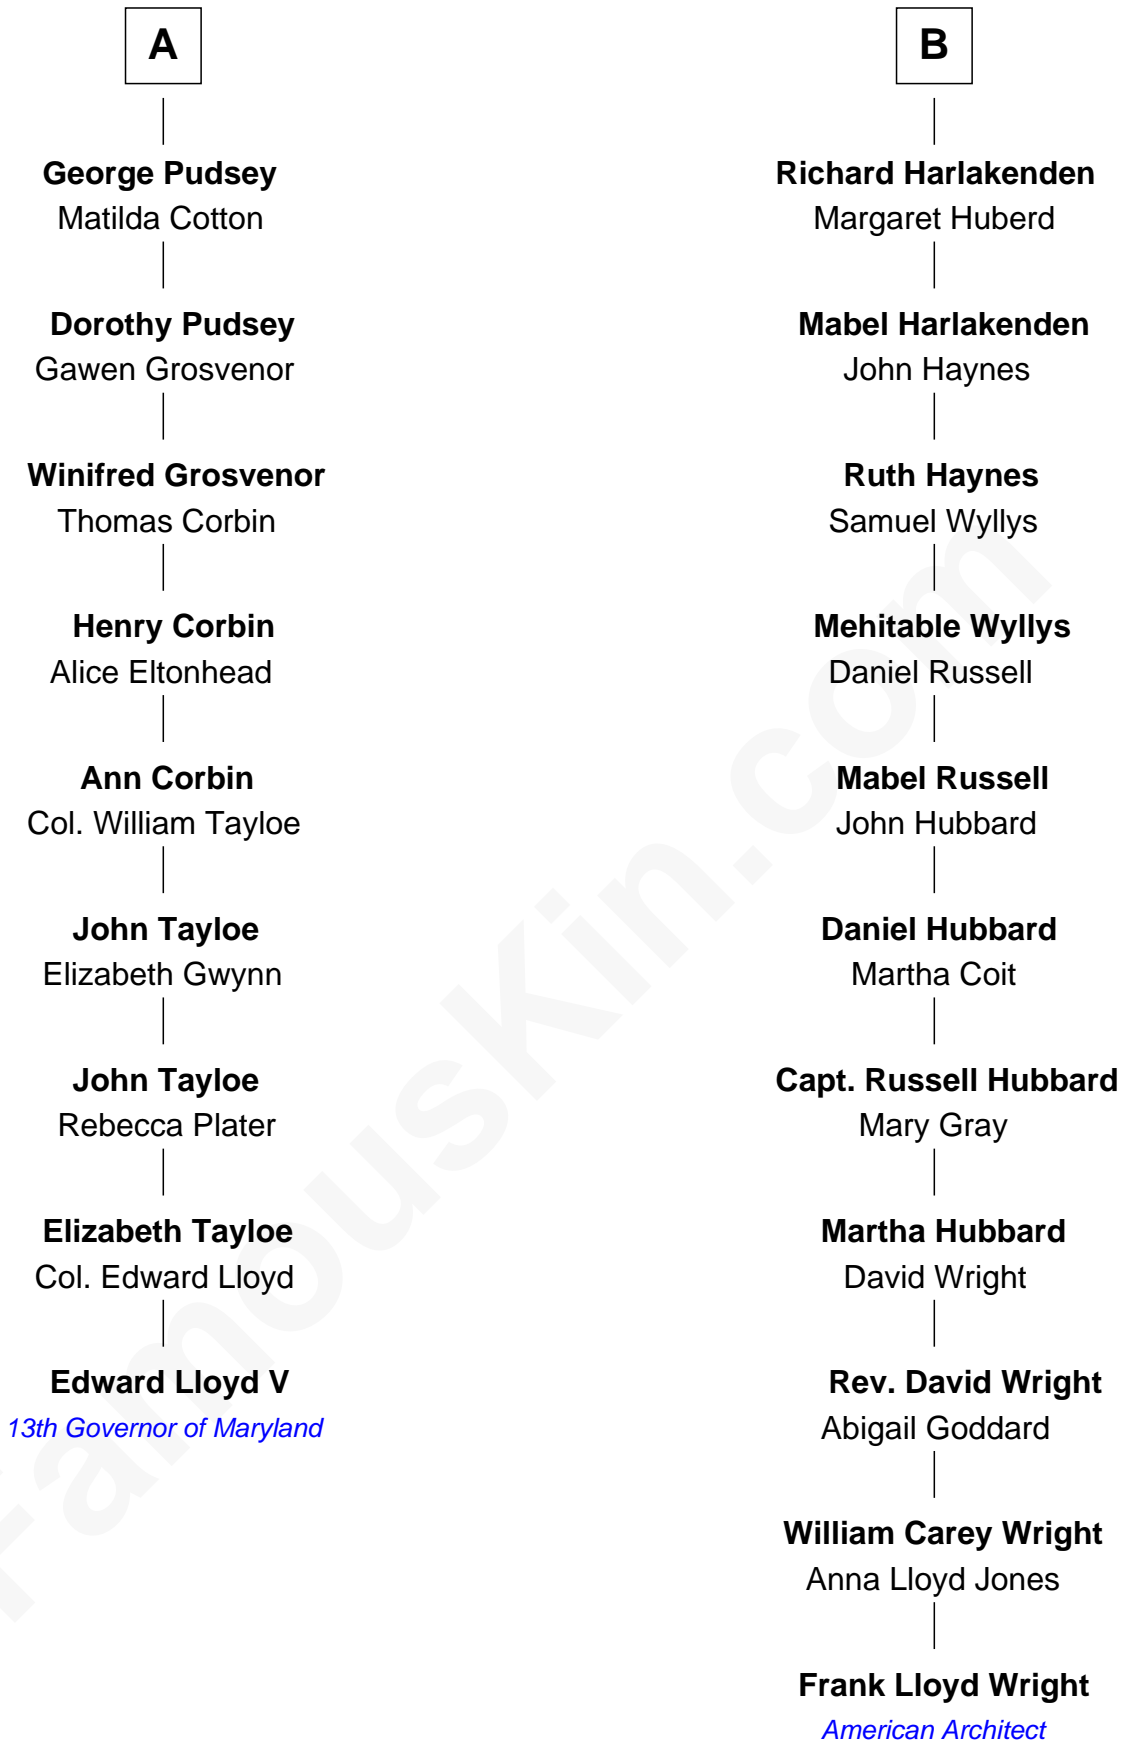 A
George Pudsey
Matilda Cotton
Dorothy Pudsey
Gawen Grosvenor
Winifred Grosvenor
Thomas Corbin
Henry Corbin
Alice Eltonhead
Ann Corbin
Col. William Tayloe
John Tayloe
Elizabeth Gwynn
John Tayloe
Rebecca Plater
Elizabeth Tayloe
Col. Edward Lloyd
Edward Lloyd V
13th Governor of Maryland
B
Richard Harlakenden
Margaret Huberd
Mabel Harlakenden
John Haynes
Ruth Haynes
Samuel Wyllys
Mehitable Wyllys
Daniel Russell
Mabel Russell
John Hubbard
Daniel Hubbard
Martha Coit
Capt. Russell Hubbard
Mary Gray
Martha Hubbard
David Wright
Rev. David Wright
Abigail Goddard
William Carey Wright
Anna Lloyd Jones
Frank Lloyd Wright
American Architect
FamousKin.com